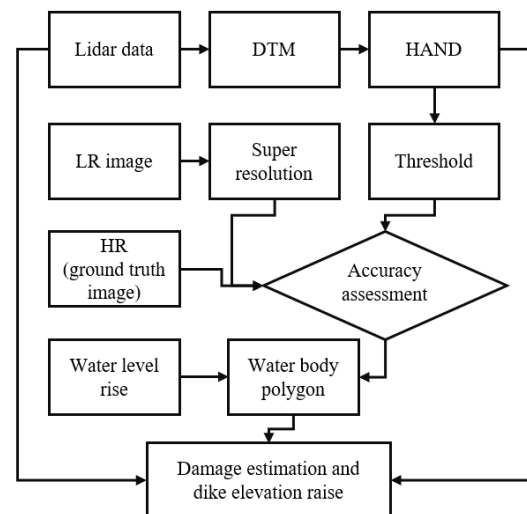 Lidar data
DTM
HAND
LR image
Super
resolution
Threshold
HR
(ground truth
image)
Accuracy
assessment
Water level
rise
Water body
polygon
Damage estimation and
dike elevation raise